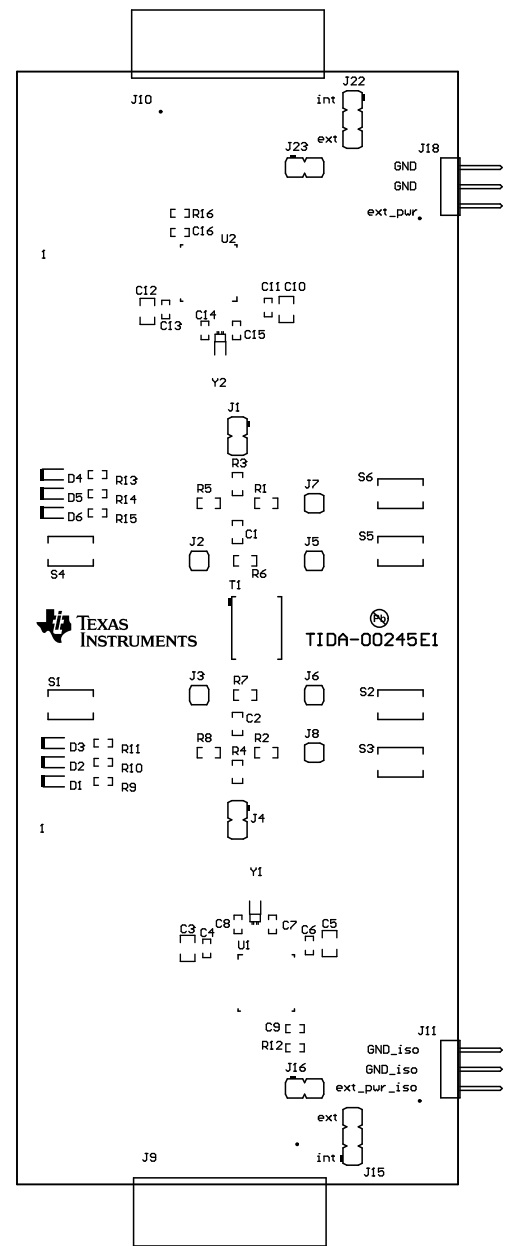 J22
J10
int
ext
J23
J18
GND
GND
ext_pwr
R16
C16
U2
1
C12
C11
C10
C13
C14
C15
Y2
J1
R3
D4
R13
R5
R1
J7
S6
D5
R14
D6
R15
C1
J2
J5
S5
R6
S4
T1
Pb
TEXAS
INSTRUMENTS
TIDA-00245E1
S1
J3
R7
J6
S2
C2
D3
R11
R8
R4
R2
J8
S3
D2
R10
D1
R9
J4
1
Y1
C3
C4
C8
C7
C6
C5
U1
C9
R12
J11
GND_iso
GND_iso
ext_pwr_iso
J16
ext
int
J9
J15